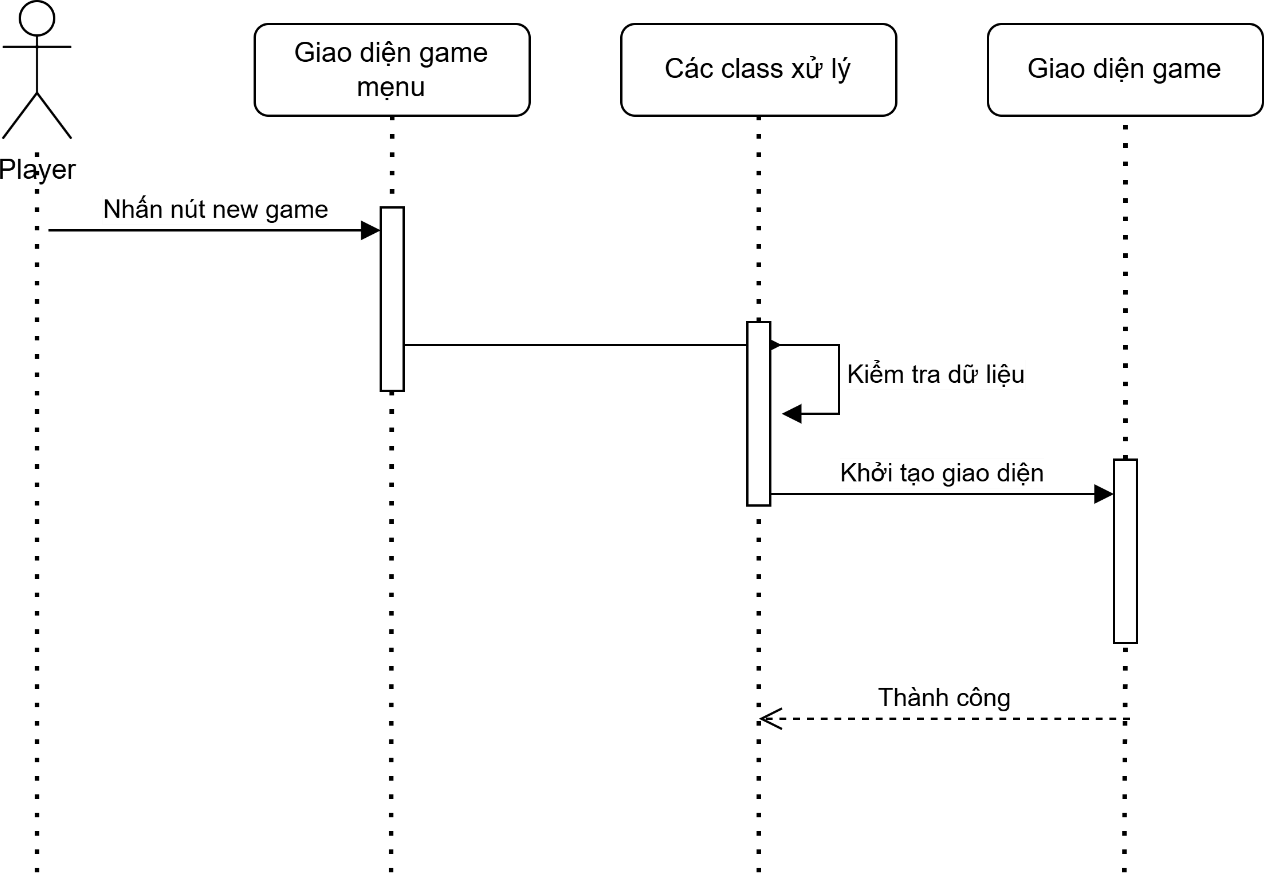 Giao diện game
mẹnu
Các class xử lý
Giao diện game
Player
Nhấn nút new game
Kiểm tra dữ liệu
Khởi tạo giao diện
Thành công